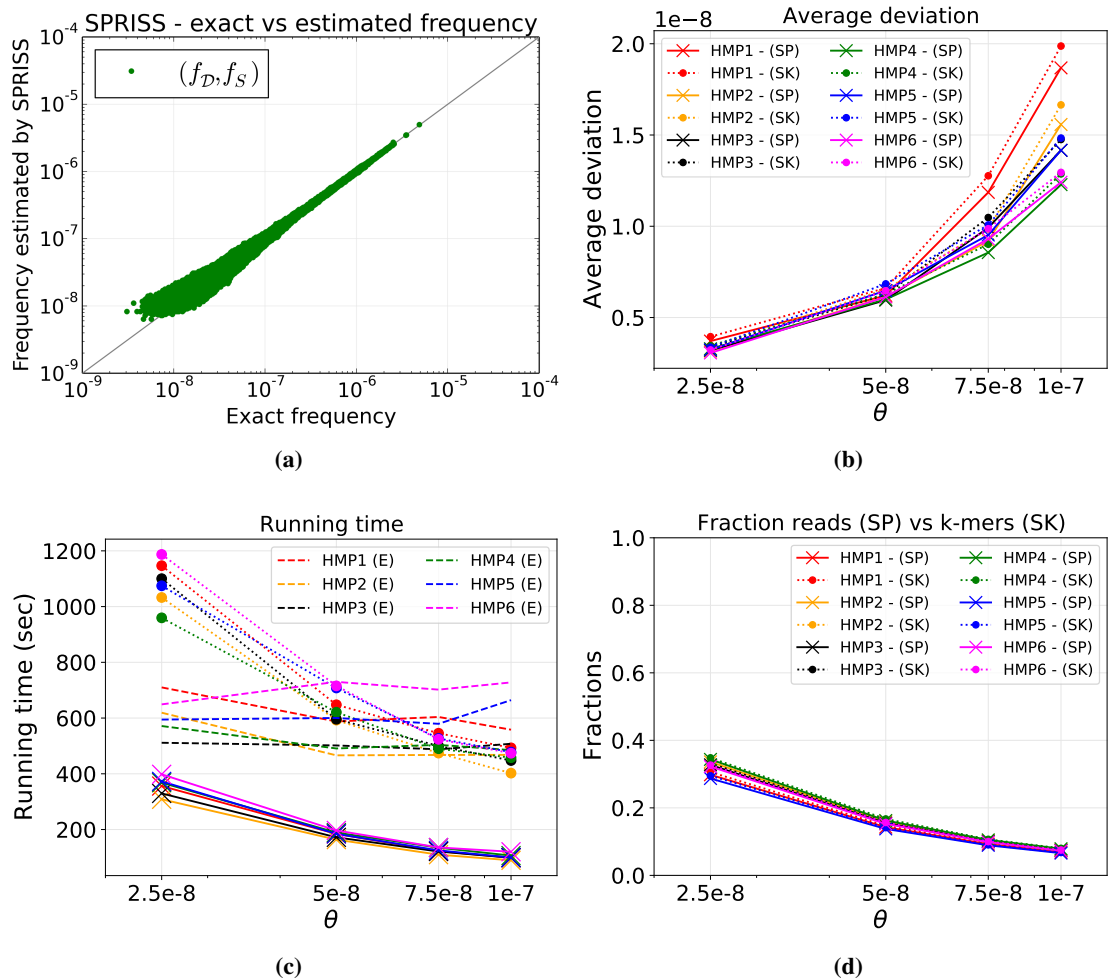 SPRISS - exact vs estimated frequency
10⁻⁴
10⁻⁵
10⁻⁶
10⁻⁷
10⁻⁸
10⁻⁹
Frequency estimated by SPRISS
(f_D, f_S)
10⁻⁹ 10⁻⁸ 10⁻⁷ 10⁻⁶ 10⁻⁵ 10⁻⁴
Exact frequency
(a)
1e-8
Average deviation
2.0
1.5
1.0
0.5
Average deviation
HMP1 - (SP)
HMP1 - (SK)
HMP2 - (SP)
HMP2 - (SK)
HMP3 - (SP)
HMP3 - (SK)
HMP4 - (SP)
HMP4 - (SK)
HMP5 - (SP)
HMP5 - (SK)
HMP6 - (SP)
HMP6 - (SK)
2.5e-8 5e-8 7.5e-8 1e-7
θ
(b)
Running time
1200
1000
800
600
400
200
Running time (sec)
HMP1 (E)
HMP2 (E)
HMP3 (E)
HMP4 (E)
HMP5 (E)
HMP6 (E)
2.5e-8 5e-8 7.5e-8 1e-7
θ
(c)
Fraction reads (SP) vs k-mers (SK)
1.0
0.8
0.6
0.4
0.2
0.0
Fractions
HMP1 - (SP)
HMP1 - (SK)
HMP2 - (SP)
HMP2 - (SK)
HMP3 - (SP)
HMP3 - (SK)
HMP4 - (SP)
HMP4 - (SK)
HMP5 - (SP)
HMP5 - (SK)
HMP6 - (SP)
HMP6 - (SK)
2.5e-8 5e-8 7.5e-8 1e-7
θ
(d)